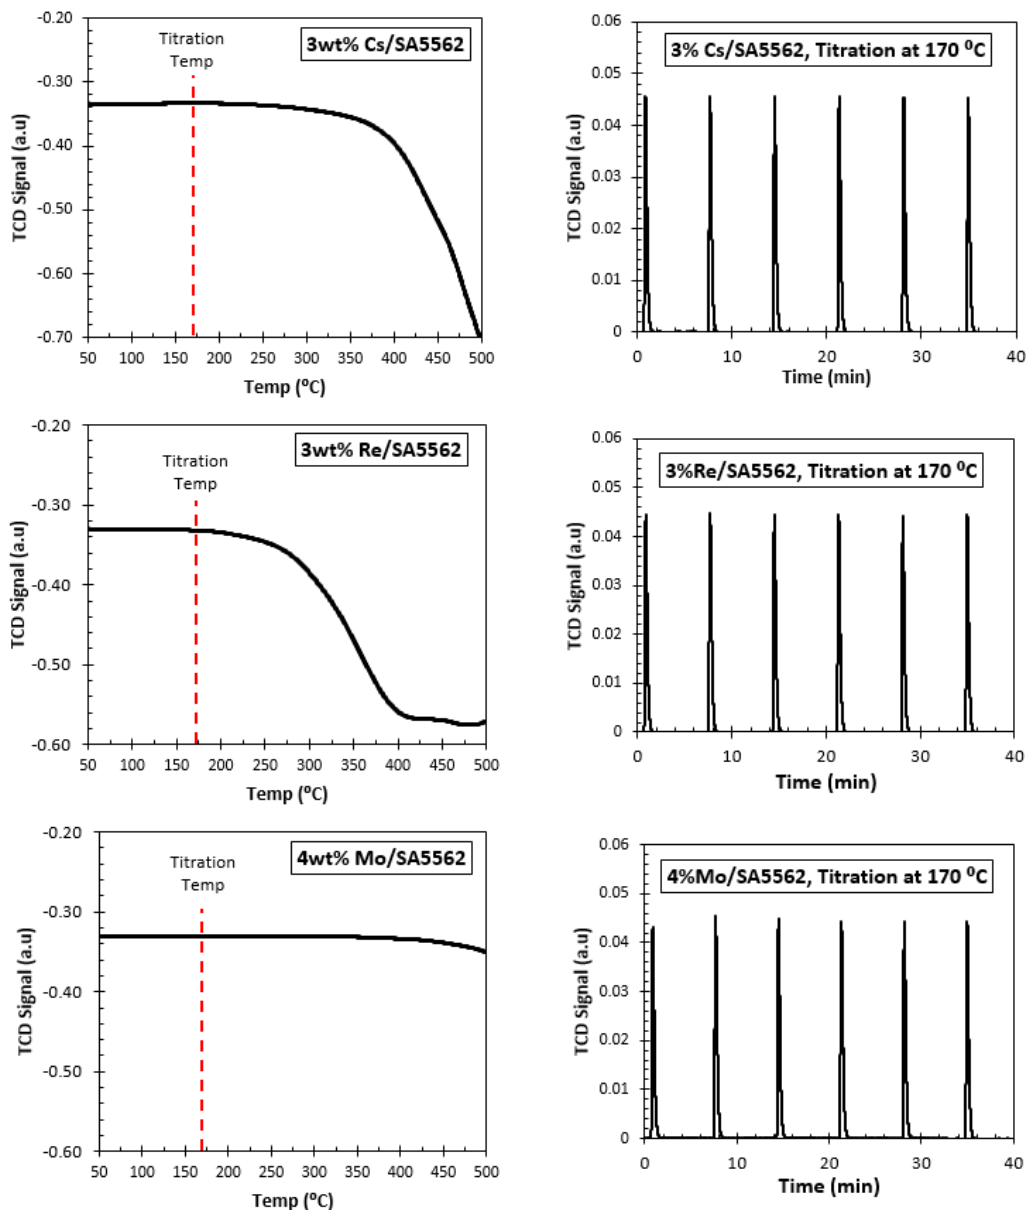 3wt% Cs/SA5562
Titration
Temp
TCD Signal (a.u)
-0.20
-0.30
-0.40
-0.50
-0.60
-0.70
50 100 150 200 250 300 350 400 450 500
Temp (⁰C)
3% Cs/SA5562, Titration at 170 ⁰C
TCD Signal (a.u)
0.06
0.05
0.04
0.03
0.02
0.01
0
0 10 20 30 40
Time (min)
3wt% Re/SA5562
Titration
Temp
TCD Signal (a.u)
-0.20
-0.30
-0.40
-0.50
-0.60
50 100 150 200 250 300 350 400 450 500
Temp (⁰C)
3%Re/SA5562, Titration at 170 ⁰C
TCD Signal (a.u)
0.06
0.05
0.04
0.03
0.02
0.01
0
0 10 20 30 40
Time (min)
4wt% Mo/SA5562
Titration
Temp
TCD Signal (a.u)
-0.20
-0.30
-0.40
-0.50
-0.60
50 100 150 200 250 300 350 400 450 500
Temp (⁰C)
4%Mo/SA5562, Titration at 170 ⁰C
TCD Signal (a.u)
0.06
0.05
0.04
0.03
0.02
0.01
0
0 10 20 30 40
Time (min)